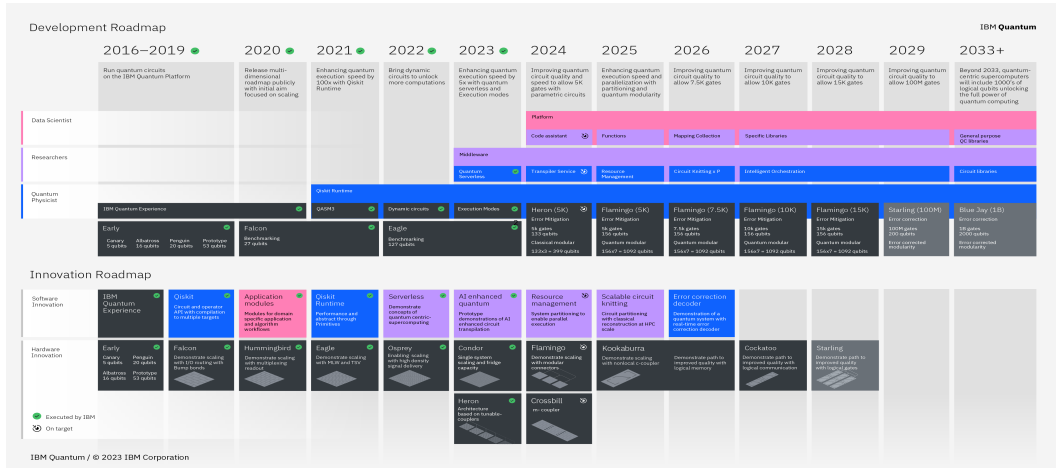 Development Roadmap
IBM Quantum
2016–2019
2020
2021
2022
2023
2024
2025
2026
2027
2028
2029
2033+
Run quantum circuits
on the IBM Quantum Platform
Release multi-
dimensional
roadmap publicly
with initial aim
focused on scaling
Enhancing quantum
execution speed by
100x with Qiskit
Runtime
Bring dynamic
circuits to unlock
more computations
Enhancing quantum
execution speed by
5x with quantum
serverless and
Execution modes
Improving quantum
circuit quality and
speed to allow 5K
gates with
parametric circuits
Enhancing quantum
execution speed and
parallelization with
partitioning and
quantum modularity
Improving quantum
circuit quality to
allow 7.5K gates
Improving quantum
circuit quality to
allow 10K gates
Improving quantum
circuit quality to
allow 15K gates
Improving quantum
circuit quality to
allow 100M gates
Beyond 2033, quantum-
centric supercomputers
will include 1000's of
logical qubits unlocking
the full power of
quantum computing
Data Scientist
Platform
Code assistant
Functions
Mapping Collection
Specific Libraries
General purpose
QC libraries
Researchers
Middleware
Quantum
Serverless
Transpiler Service
Resource
Management
Circuit Knitting x P
Intelligent Orchestration
Circuit libraries
Quantum
Physicist
Qiskit Runtime
IBM Quantum Experience
QASM3
Dynamic circuits
Execution Modes
Heron (5K)
Error Mitigation
5k gates
133 qubits
Classical modular
133x3 = 399 qubits
Flamingo (5K)
Error Mitigation
5k gates
156 qubits
Quantum modular
156x7 = 1092 qubits
Flamingo (7.5K)
Error Mitigation
7.5k gates
156 qubits
Quantum modular
156x7 = 1092 qubits
Flamingo (10K)
Error Mitigation
10k gates
156 qubits
Quantum modular
156x7 = 1092 qubits
Flamingo (15K)
Error Mitigation
15k gates
156 qubits
Quantum modular
156x7 = 1092 qubits
Starling (100M)
Error correction
100M gates
200 qubits
Error corrected
modularity
Blue Jay (1B)
Error correction
1B gates
2000 qubits
Error corrected
modularity
Early
Canary
5 qubits
Albatross
16 qubits
Penguin
20 qubits
Prototype
53 qubits
Falcon
Benchmarking
27 qubits
Eagle
Benchmarking
127 qubits
Innovation Roadmap
Software
Innovation
IBM
Quantum
Experience
Qiskit
Circuit and operator
API with compilation
to multiple targets
Application
modules
Modules for domain
specific application
and algorithm
workflows
Qiskit
Runtime
Performance and
abstract through
Primitives
Serverless
Demonstrate
concepts of
quantum centric-
supercomputing
AI enhanced
quantum
Prototype
demonstrations of AI
enhanced circuit
transpilation
Resource
management
System partitioning to
enable parallel
execution
Scalable circuit
knitting
Circuit partitioning
with classical
reconstruction at HPC
scale
Error correction
decoder
Demonstration of a
quantum system with
real-time error
correction decoder
Hardware
Innovation
Early
Canary
5 qubits
Penguin
20 qubits
Albatross
16 qubits
Prototype
53 qubits
Falcon
Demonstrate scaling
with I/O routing with
Bump bonds
Hummingbird
Demonstrate scaling
with multiplexing
readout
Eagle
Demonstrate scaling
with MLW and TSV
Osprey
Enabling scaling
with high density
signal delivery
Condor
Single system
scaling and fridge
capacity
Flamingo
Demonstrate scaling
with modular
connectors
Kookaburra
Demonstrate scaling
with nonlocal c-coupler
Demonstrate path to
improved quality with
logical memory
Cockatoo
Demonstrate path to
improved quality with
logical communication
Starling
Demonstrate path to
improved quality
with logical gates
Heron
Architecture
based on tunable-
couplers
Crossbill
m- coupler
Executed by IBM
On target
IBM Quantum / © 2023 IBM Corporation